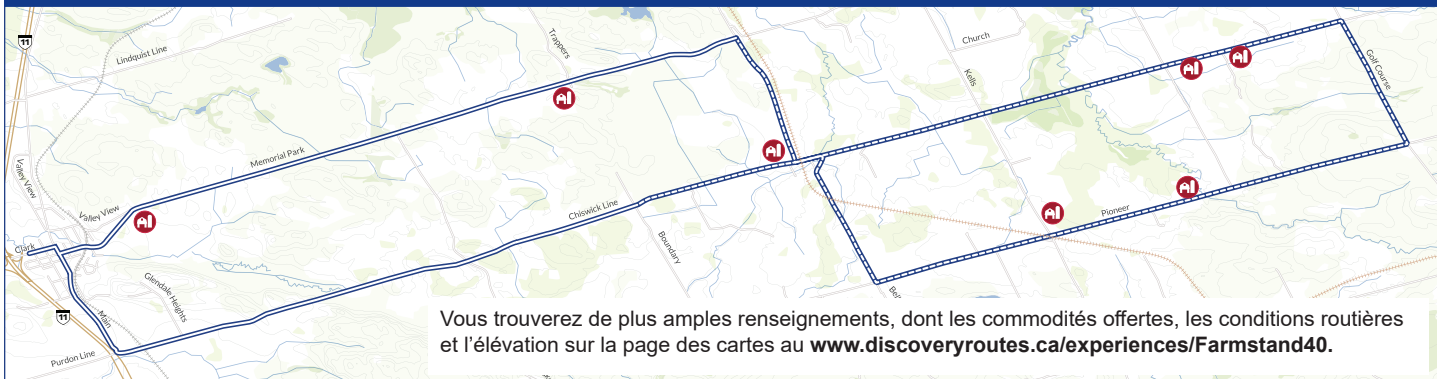 11
Lindquist Line
Trappers
Church
Kells
Golf Course
Valley View
Memorial Park
Valley View
Chiswick Line
Pioneer
Clark
Boundary
Glendale Heights
Main
11
Purdon Line
Vous trouverez de plus amples renseignements, dont les commodités offertes, les conditions routières
et l’élévation sur la page des cartes au www.discoveryroutes.ca/experiences/Farmstand40.